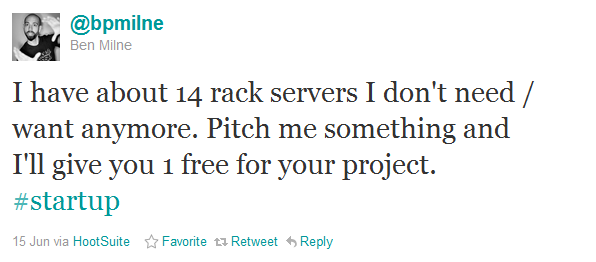 @bpmilne
Ben Milne
I have about 14 rack servers I don't need /
want anymore. Pitch me something and
I'll give you 1 free for your project.
#startup
15 Jun via HootSuite Favorite Retweet Reply